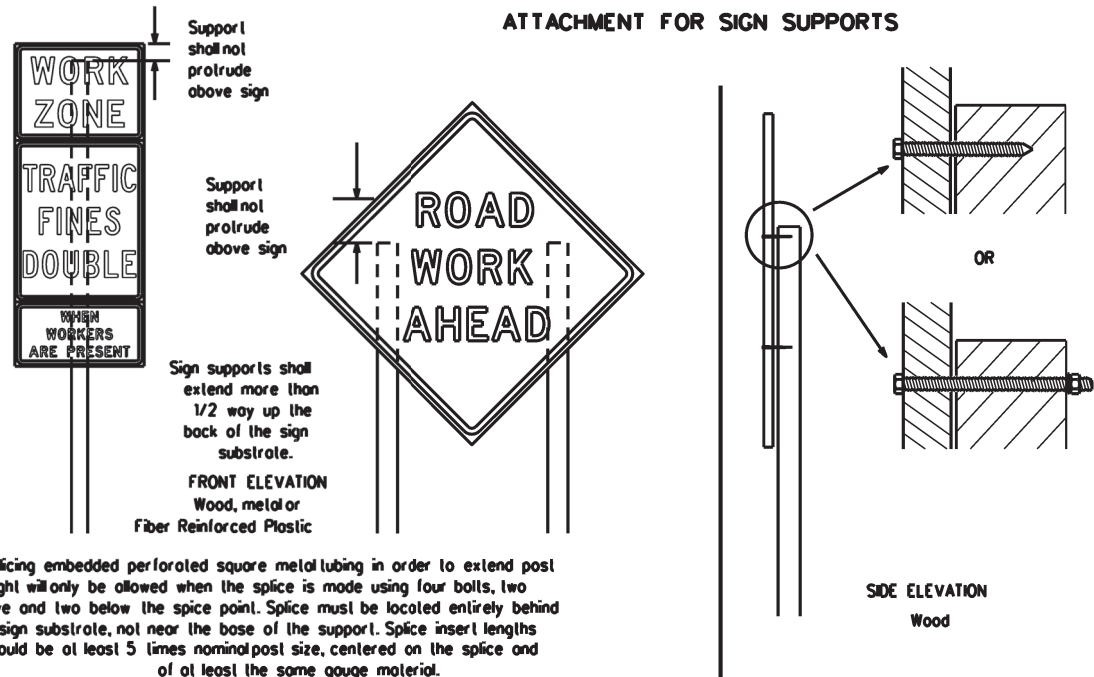 ATTACHMENT FOR SIGN SUPPORTS
Support
shall not
protrude
above sign
WORK
ZONE
TRAFFIC
FINES
DOUBLE
WHEN
WORKERS
ARE PRESENT
Support
shall not
protrude
above sign
ROAD
WORK
AHEAD
Sign supports shall
extend more than
1/2 way up the
back of the sign
substrate.
FRONT ELEVATION
Wood, metal or
Fiber Reinforced Plastic
OR
SIDE ELEVATION
Wood
licing embedded perforated square metal tubing in order to extend post
ght will only be allowed when the splice is made using four bolts, two
ve and two below the spice point. Splice must be located entirely behind
sign substrate, not near the base of the support. Splice insert lengths
ould be at least 5 times nominal post size, centered on the splice and
of at least the same gauge material.